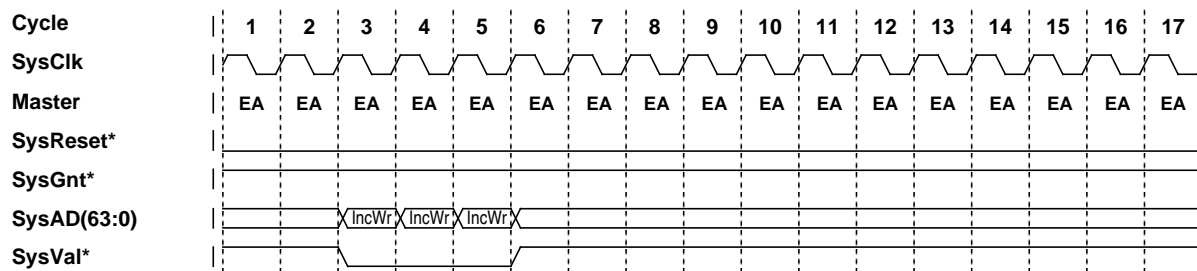 Cycle 1 2 3 4 5 6 7 8 9 10 11 12 13 14 15 16 17
SysClk
Master EA EA EA EA EA EA EA EA EA EA EA EA EA EA EA EA EA
SysReset*
SysGnt*
SysAD(63:0) IncWr IncWr IncWr
SysVal*